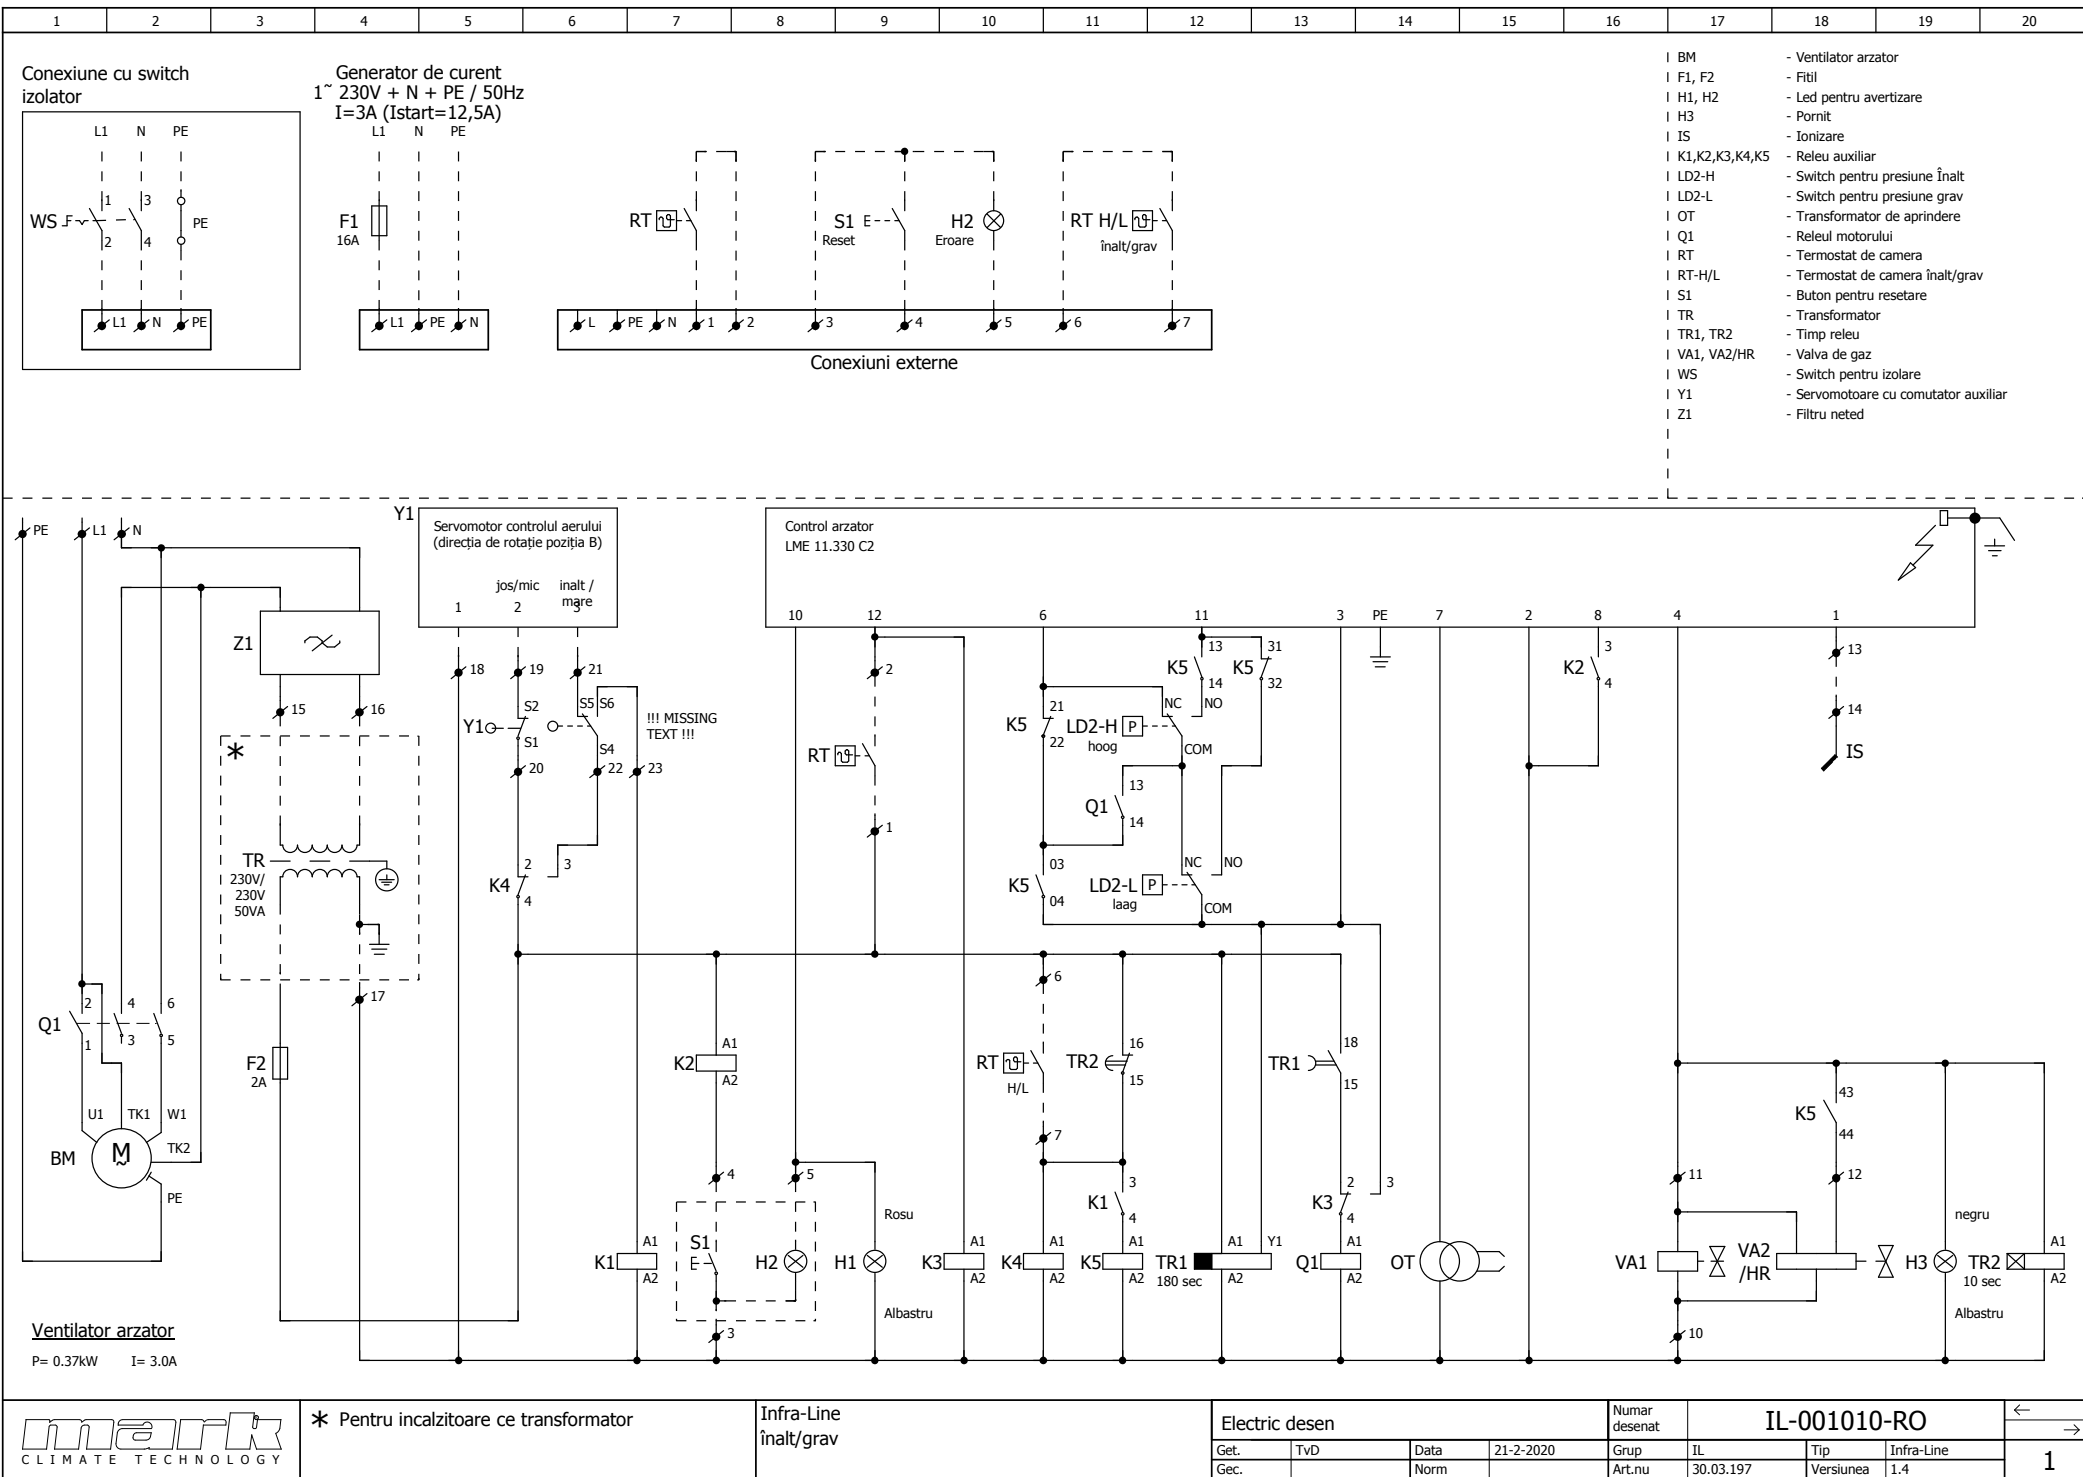 1 2 3 4 5 6 7 8 9 10 11 12 13 14 15 16 17 18 19 20
Conexiune cu switch
izolator
L1 N PE
1 3
WS PE
2 4
L1 N PE
Generator de curent
1~ 230V + N + PE / 50Hz
I=3A (Istart=12,5A)
L1 N PE
F1
16A
L1 PE N
RT
S1
Reset
H2
Eroare
RT H/L
înalt/grav
L PE N 1 2 3 4 5 6 7
Conexiuni externe
BM - Ventilator arzator
F1, F2 - Fitil
H1, H2 - Led pentru avertizare
H3 - Pornit
IS - Ionizare
K1,K2,K3,K4,K5 - Releu auxiliar
LD2-H - Switch pentru presiune Înalt
LD2-L - Switch pentru presiune grav
OT - Transformator de aprindere
Q1 - Releul motorului
RT - Termostat de camera
RT-H/L - Termostat de camera înalt/grav
S1 - Buton pentru resetare
TR - Transformator
TR1, TR2 - Timp releu
VA1, VA2/HR - Valva de gaz
WS - Switch pentru izolare
Y1 - Servomotoare cu comutator auxiliar
Z1 - Filtru neted
PE L1 N
Y1
Servomotor controlul aerului
(direcția de rotație poziția B)
jos/mic inalt /
mare
1 2 3
Control arzator
LME 11.330 C2
10 12 6 11 3 PE 7 2 8 4 1
Z1
15 16
*
TR
230V/
230V
50VA
17
F2
2A
Q1
2 4 6
1 3 5
U1 TK1 W1
TK2
BM M
~
PE
Ventilator arzator
P= 0.37kW I= 3.0A
18 19 21
Y1 S2 S5 S6
S1 S4
!!! MISSING
TEXT !!!
20 22 23
K4 2 3
4
2
RT
1
K5 21
22
13 K5 14
31 K5 32
LD2-H P
hoog
NC NO
COM
Q1 13
14
K5 03
04
LD2-L P
laag
NC NO
COM
K2 3
4
13
14
IS
K2 A1
A2
4 5
S1 H2
3
K1 A1
A2
Rosu
H1
Albastru
K3 A1
A2
6
RT
H/L
7
K4 A1
A2
TR2 16
15
K1 3
4
K5 A1
A2
TR1
180 sec
A1 Y1
A2
TR1 18
15
K3 2 3
4
Q1 A1
A2
OT
11
VA1
10
K5 43
44
12
VA2
/HR
negru
H3
Albastru
TR2
10 sec
A1
A2
mark
CLIMATE TECHNOLOGY
* Pentru incalzitoare ce transformator
Infra-Line
înalt/grav
Electric desen
Numar
desenat
IL-001010-RO
← →
Get. TvD Data 21-2-2020 Grup IL Tip Infra-Line
Gec. Norm Art.nu 30.03.197 Versiunea 1.4
1